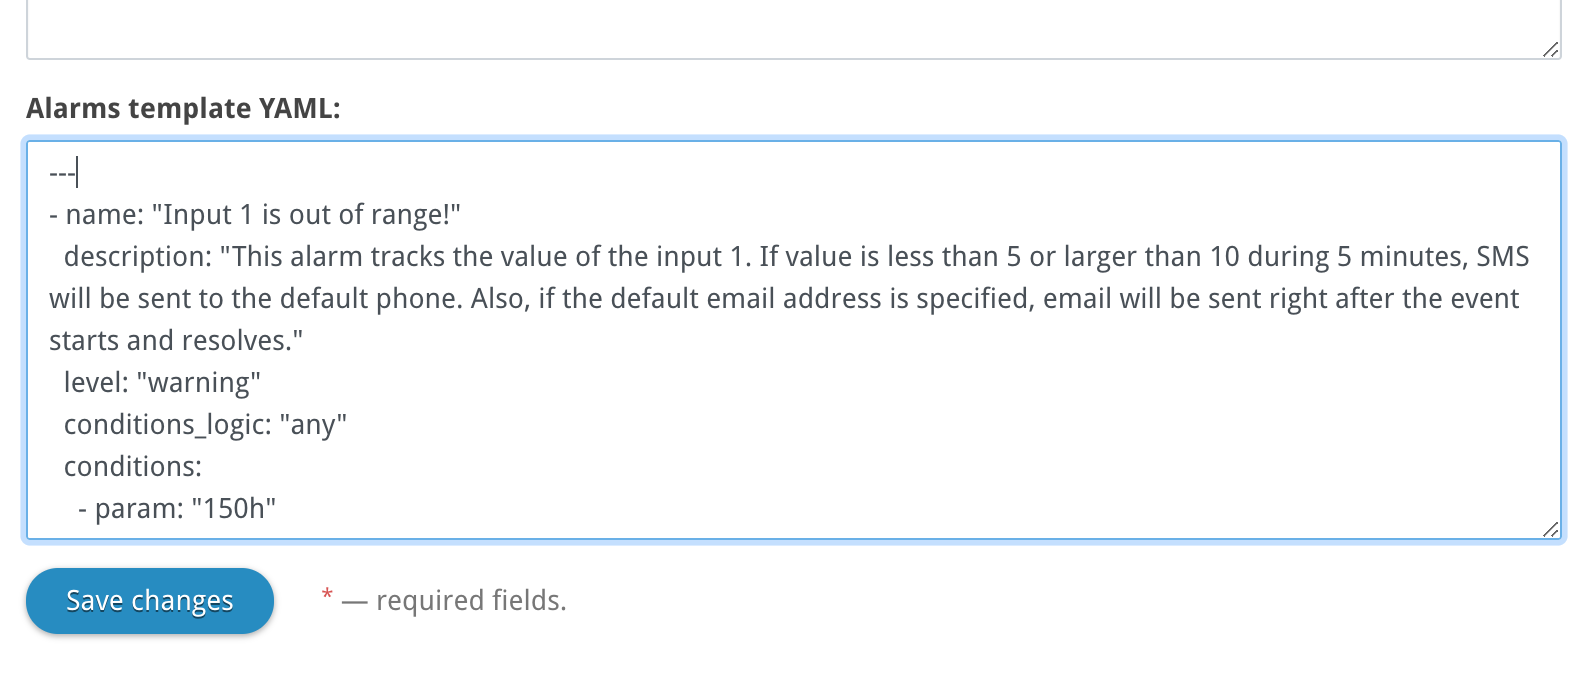 Alarms template YAML:
---
- name: "Input 1 is out of range!"
  description: "This alarm tracks the value of the input 1. If value is less than 5 or larger than 10 during 5 minutes, SMS
will be sent to the default phone. Also, if the default email address is specified, email will be sent right after the event
starts and resolves."
  level: "warning"
  conditions_logic: "any"
  conditions:
    - param: "150h"
Save changes
* — required fields.